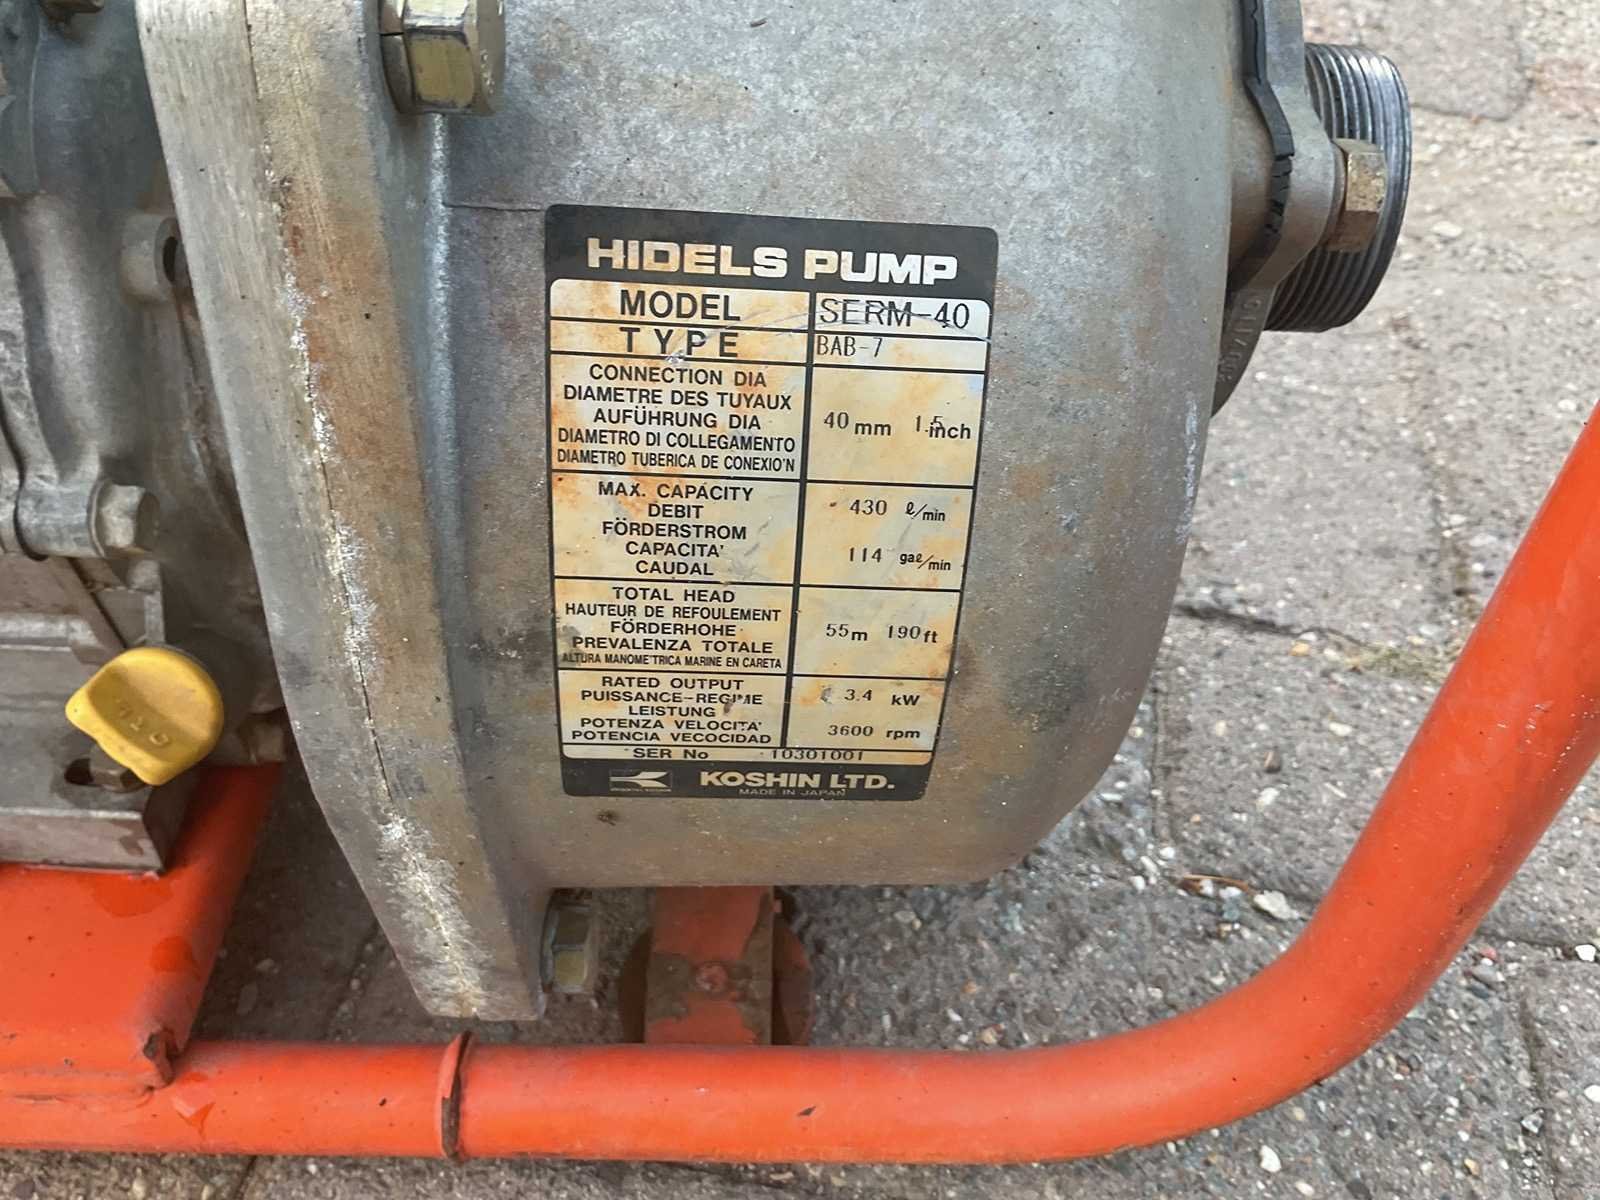 HIDELS PUMP
MODEL SERM-40
TYPE BAB-7
CONNECTION DIA
DIAMETRE DES TUYAUX
AUFÜHRUNG DIA
DIAMETRO DI COLLEGAMENTO
DIAMETRO TUBERICA DE CONEXIO'N
40 mm 1.5 inch
MAX. CAPACITY
DEBIT
FÖRDERSTROM
CAPACITA'
CAUDAL
430 ℓ/min
114 gaℓ/min
TOTAL HEAD
HAUTEUR DE REFOULEMENT
FÖRDERHOHE
PREVALENZA TOTALE
ALTURA MANOME'TRICA MARINE EN CARETA
55m 190ft
RATED OUTPUT
PUISSANCE-REGIME
LEISTUNG
POTENZA VELOCITA'
POTENCIA VECOCIDAD
3.4 kW
3600 rpm
SER No 10301001
KOSHIN LTD.
MADE IN JAPAN